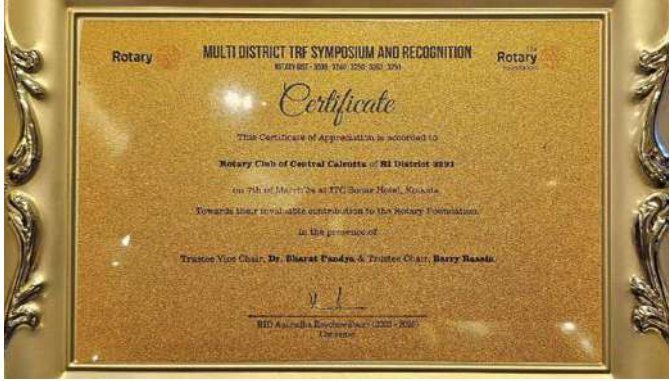 Rotary
MULTI DISTRICT TRF SYMPOSIUM AND RECOGNITION
The
Rotary
Foundation
Certificate
This Certificate of Appreciation is accorded to
Rotary Club of Central Calcutta of RI District 3291
on 7th of March'24 at ITC Sonar Hotel, Kolkata
Towards their invaluable contribution to the Rotary Foundation.
in the presence of
Trustee Vice Chair, Dr. Bharat Pandya & Trustee Chair, Barry Rassin.
RID Anirudha Roychowdhury
Convenor